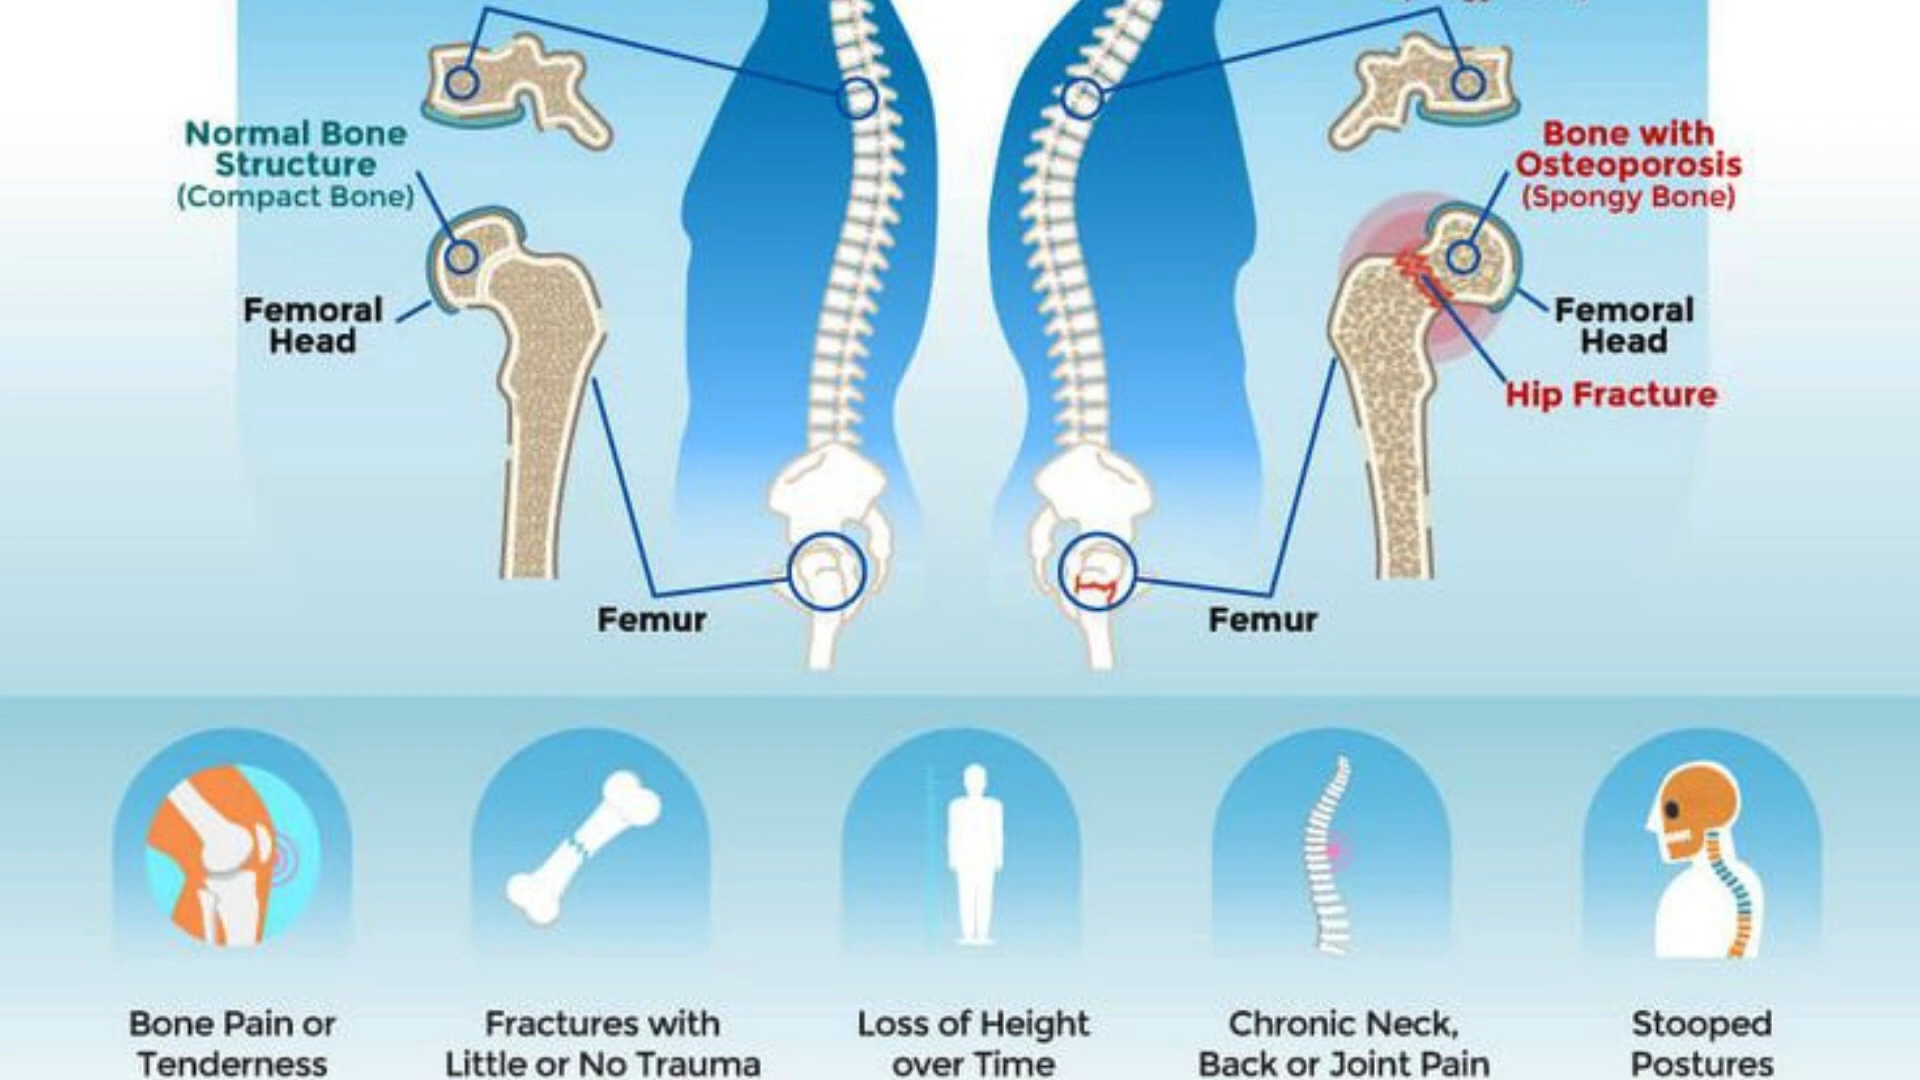 Normal Bone
Structure
(Compact Bone)
Femoral
Head
Femur
Bone with
Osteoporosis
(Spongy Bone)
Femoral
Head
Hip Fracture
Femur
Bone Pain or
Tenderness
Fractures with
Little or No Trauma
Loss of Height
over Time
Chronic Neck,
Back or Joint Pain
Stooped
Postures